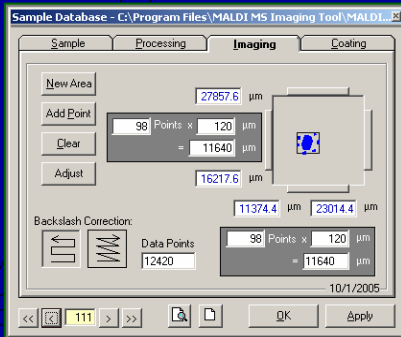 Sample Database - C:\Program Files\MALDI MS Imaging Tool\MALDI...
Sample Processing Imaging Coating
New Area
Add Point
Clear
Adjust
27857.6 µm
98 Points x 120 µm
= 11640 µm
16217.6 µm
11374.4 µm 23014.4 µm
Backslash Correction:
Data Points
12420
98 Points x 120 µm
= 11640 µm
10/1/2005
<< < 111 > >> OK Apply